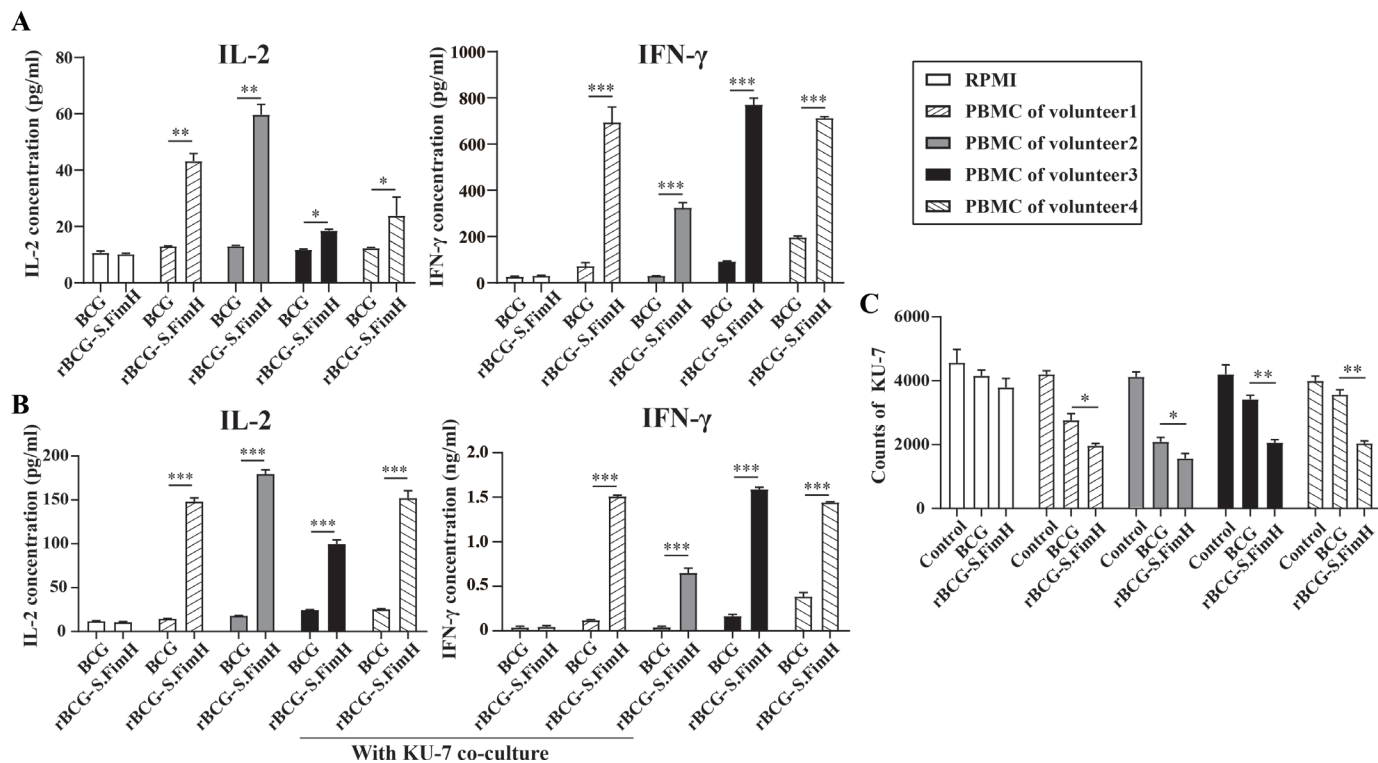 A
IL-2
IL-2 concentration (pg/ml)
80
60
40
20
0
**
**
*
*
BCG
rBCG- S.FimH
BCG
rBCG- S.FimH
BCG
rBCG- S.FimH
BCG
rBCG- S.FimH
BCG
rBCG- S.FimH
IFN-γ
IFN-γ concentration (pg/ml)
1000
800
600
400
200
0
***
***
***
***
BCG
rBCG- S.FimH
BCG
rBCG- S.FimH
BCG
rBCG- S.FimH
BCG
rBCG- S.FimH
BCG
rBCG- S.FimH
RPMI
PBMC of volunteer1
PBMC of volunteer2
PBMC of volunteer3
PBMC of volunteer4
B
IL-2
IL-2 concentration (pg/ml)
200
150
100
50
0
***
***
***
***
BCG
rBCG- S.FimH
BCG
rBCG- S.FimH
BCG
rBCG- S.FimH
BCG
rBCG- S.FimH
BCG
rBCG- S.FimH
IFN-γ
IFN-γ concentration (ng/ml)
2.0
1.5
1.0
0.5
0
***
***
***
***
BCG
rBCG- S.FimH
BCG
rBCG- S.FimH
BCG
rBCG- S.FimH
BCG
rBCG- S.FimH
BCG
rBCG- S.FimH
With KU-7 co-culture
C
Counts of KU-7
6000
4000
2000
0
*
*
**
**
Control
BCG
rBCG-S.FimH
Control
BCG
rBCG-S.FimH
Control
BCG
rBCG-S.FimH
Control
BCG
rBCG-S.FimH
Control
BCG
rBCG-S.FimH